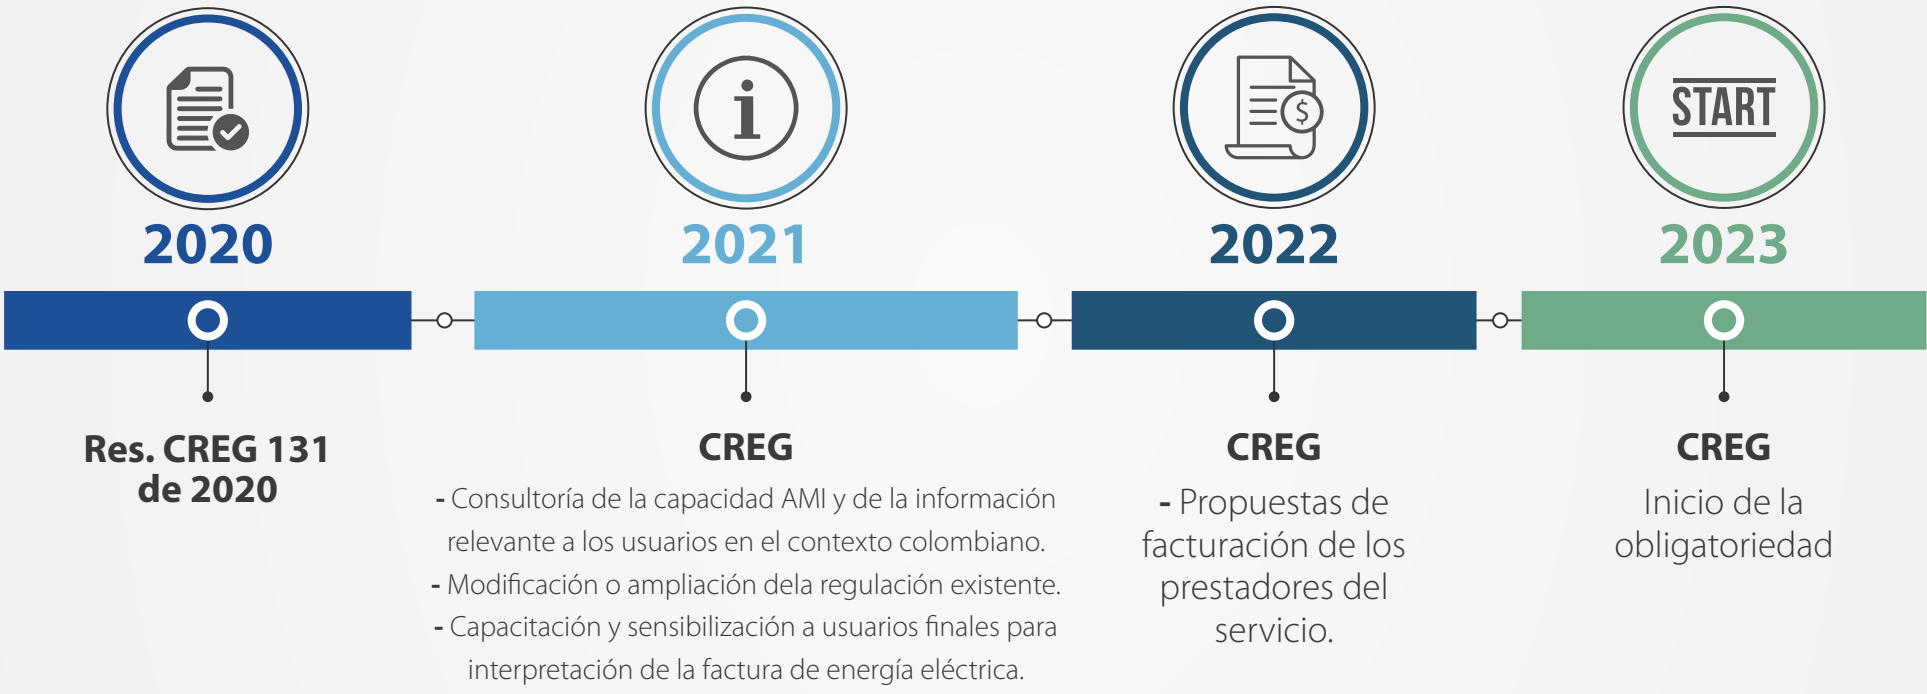 START
2020
2021
2022
2023
Res. CREG 131
de 2020
CREG
- Consultoría de la capacidad AMI y de la información
relevante a los usuarios en el contexto colombiano.
- Modificación o ampliación dela regulación existente.
- Capacitación y sensibilización a usuarios finales para
interpretación de la factura de energía eléctrica.
CREG
- Propuestas de
facturación de los
prestadores del
servicio.
CREG
Inicio de la
obligatoriedad